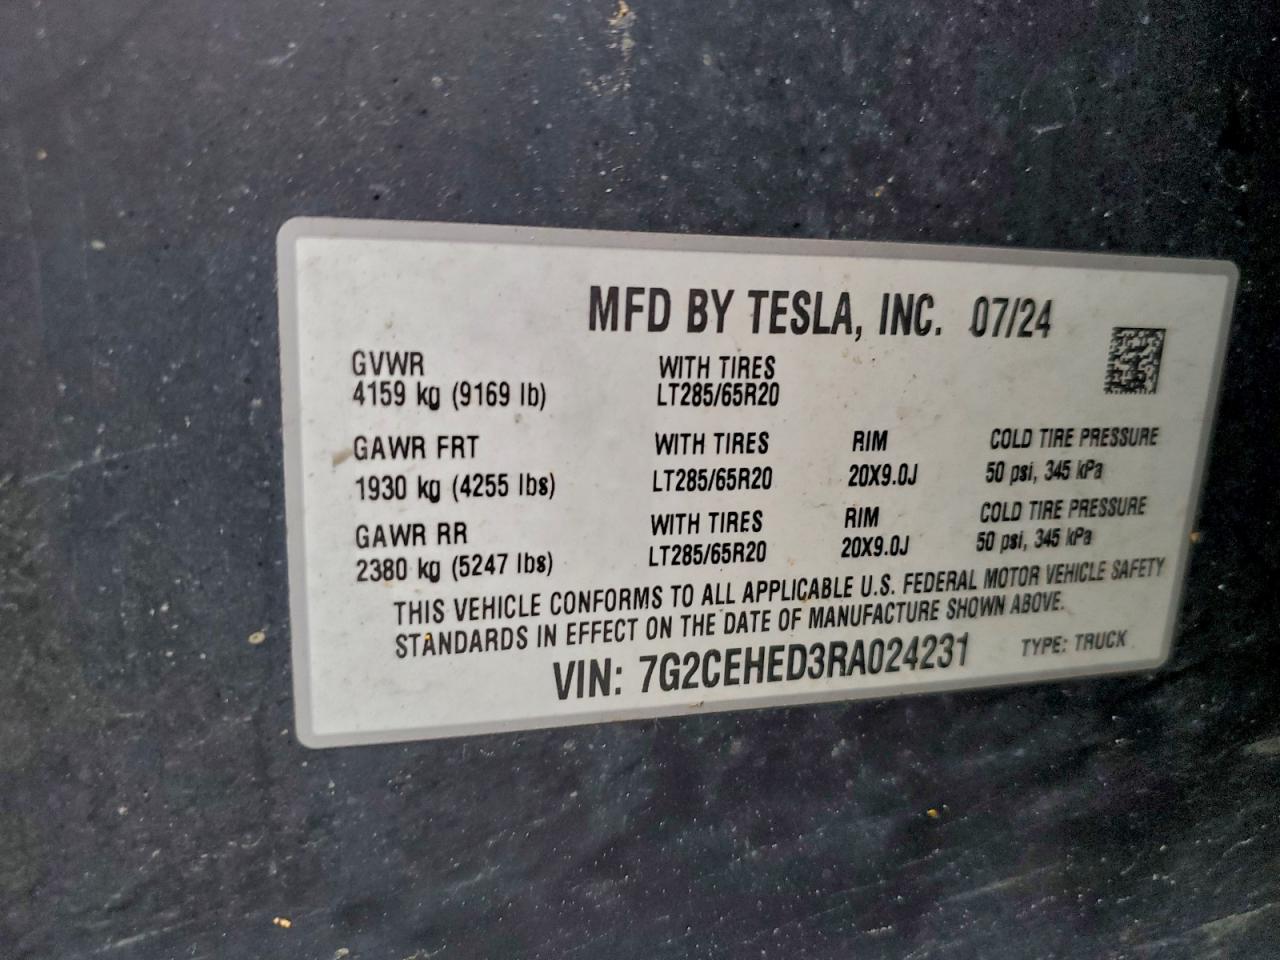 MFD BY TESLA, INC. 07/24
GVWR WITH TIRES
4159 kg (9169 lb) LT285/65R20
GAWR FRT WITH TIRES RIM COLD TIRE PRESSURE
1930 kg (4255 lbs) LT285/65R20 20X9.0J 50 psi, 345 kPa
GAWR RR WITH TIRES RIM COLD TIRE PRESSURE
2380 kg (5247 lbs) LT285/65R20 20X9.0J 50 psi, 345 kPa
THIS VEHICLE CONFORMS TO ALL APPLICABLE U.S. FEDERAL MOTOR VEHICLE SAFETY
STANDARDS IN EFFECT ON THE DATE OF MANUFACTURE SHOWN ABOVE.
VIN: 7G2CEHED3RA024231 TYPE: TRUCK